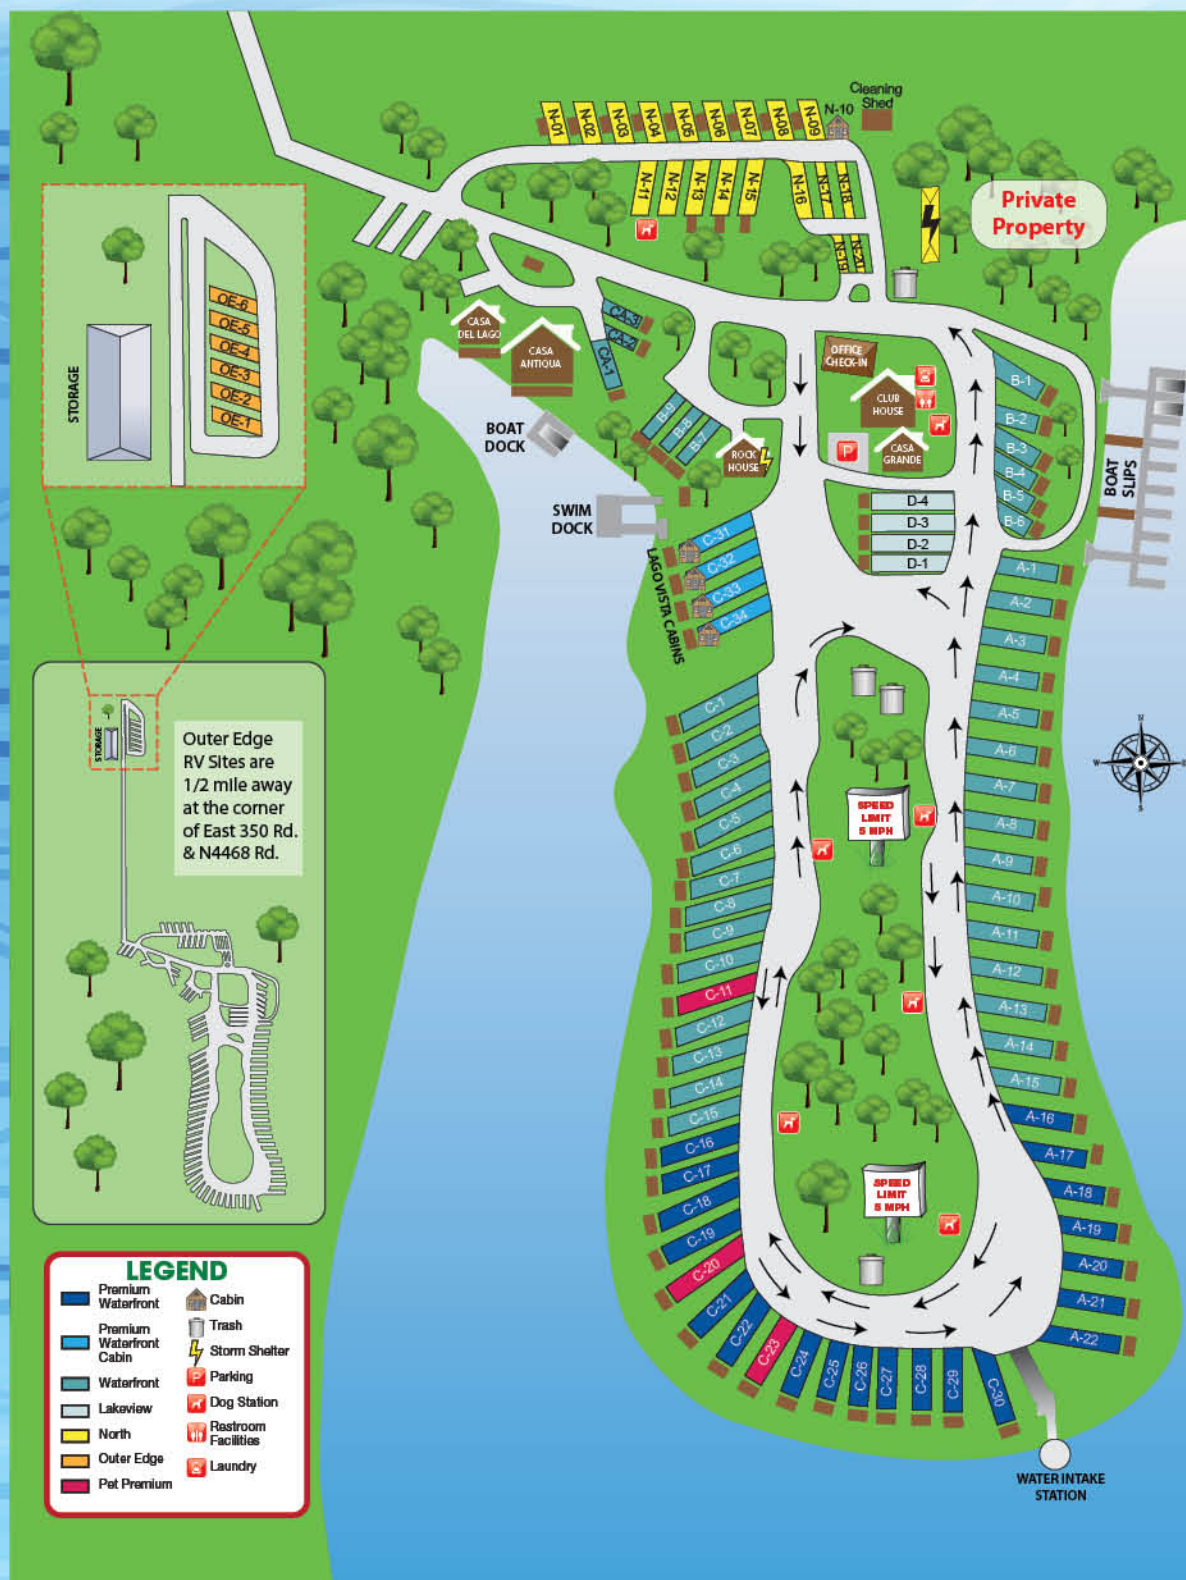 N-01
N-02
N-03
N-04
N-05
N-06
N-07
N-08
N-09
N-10
Cleaning
Shed
N-11
N-12
N-13
N-14
N-15
N-16
N-17
N-18
N-19
N-20
Private
Property
OE-6
OE-5
OE-4
OE-3
OE-2
OE-1
STORAGE
CASA
DEL LAGO
CASA
ANTIQUA
CA-3
CA-2
CA-1
OFFICE
CHECK-IN
CLUB
HOUSE
P
CASA
GRANDE
B-1
B-2
B-3
B-4
B-5
B-6
B-9
B-8
B-7
ROCK
HOUSE
BOAT
DOCK
SWIM
DOCK
BOAT
SLIPS
D-4
D-3
D-2
D-1
C-31
C-32
C-33
C-34
LAGO VISTA CABINS
A-1
A-2
A-3
A-4
A-5
A-6
A-7
A-8
A-9
A-10
A-11
A-12
A-13
A-14
A-15
A-16
A-17
A-18
A-19
A-20
A-21
A-22
C-1
C-2
C-3
C-4
C-5
C-6
C-7
C-8
C-9
C-10
C-11
C-12
C-13
C-14
C-15
C-16
C-17
C-18
C-19
C-20
C-21
C-22
C-23
C-24
C-25
C-26
C-27
C-28
C-29
C-30
SPEED
LIMIT
5 MPH
SPEED
LIMIT
5 MPH
N
W
E
S
STORAGE
Outer Edge
RV Sites are
1/2 mile away
at the corner
of East 350 Rd.
& N4468 Rd.
LEGEND
Premium
Waterfront
Premium
Waterfront
Cabin
Waterfront
Lakeview
North
Outer Edge
Pet Premium
Cabin
Trash
Storm Shelter
P
Parking
Dog Station
Restroom
Facilities
Laundry
WATER INTAKE
STATION